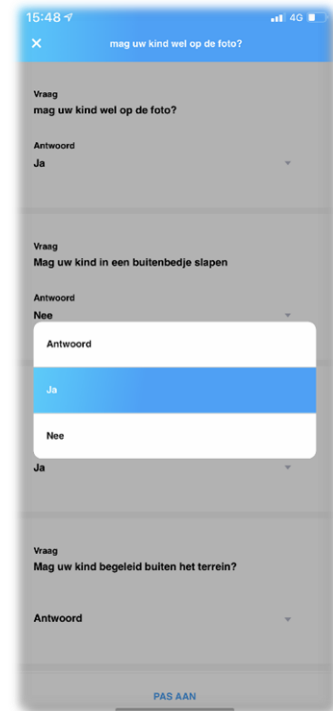 15:48
4G
mag uw kind wel op de foto?
Vraag
mag uw kind wel op de foto?
Antwoord
Ja
Vraag
Mag uw kind in een buitenbedje slapen
Antwoord
Nee
Antwoord
Ja
Nee
Ja
Vraag
Mag uw kind begeleid buiten het terrein?
Antwoord
PAS AAN